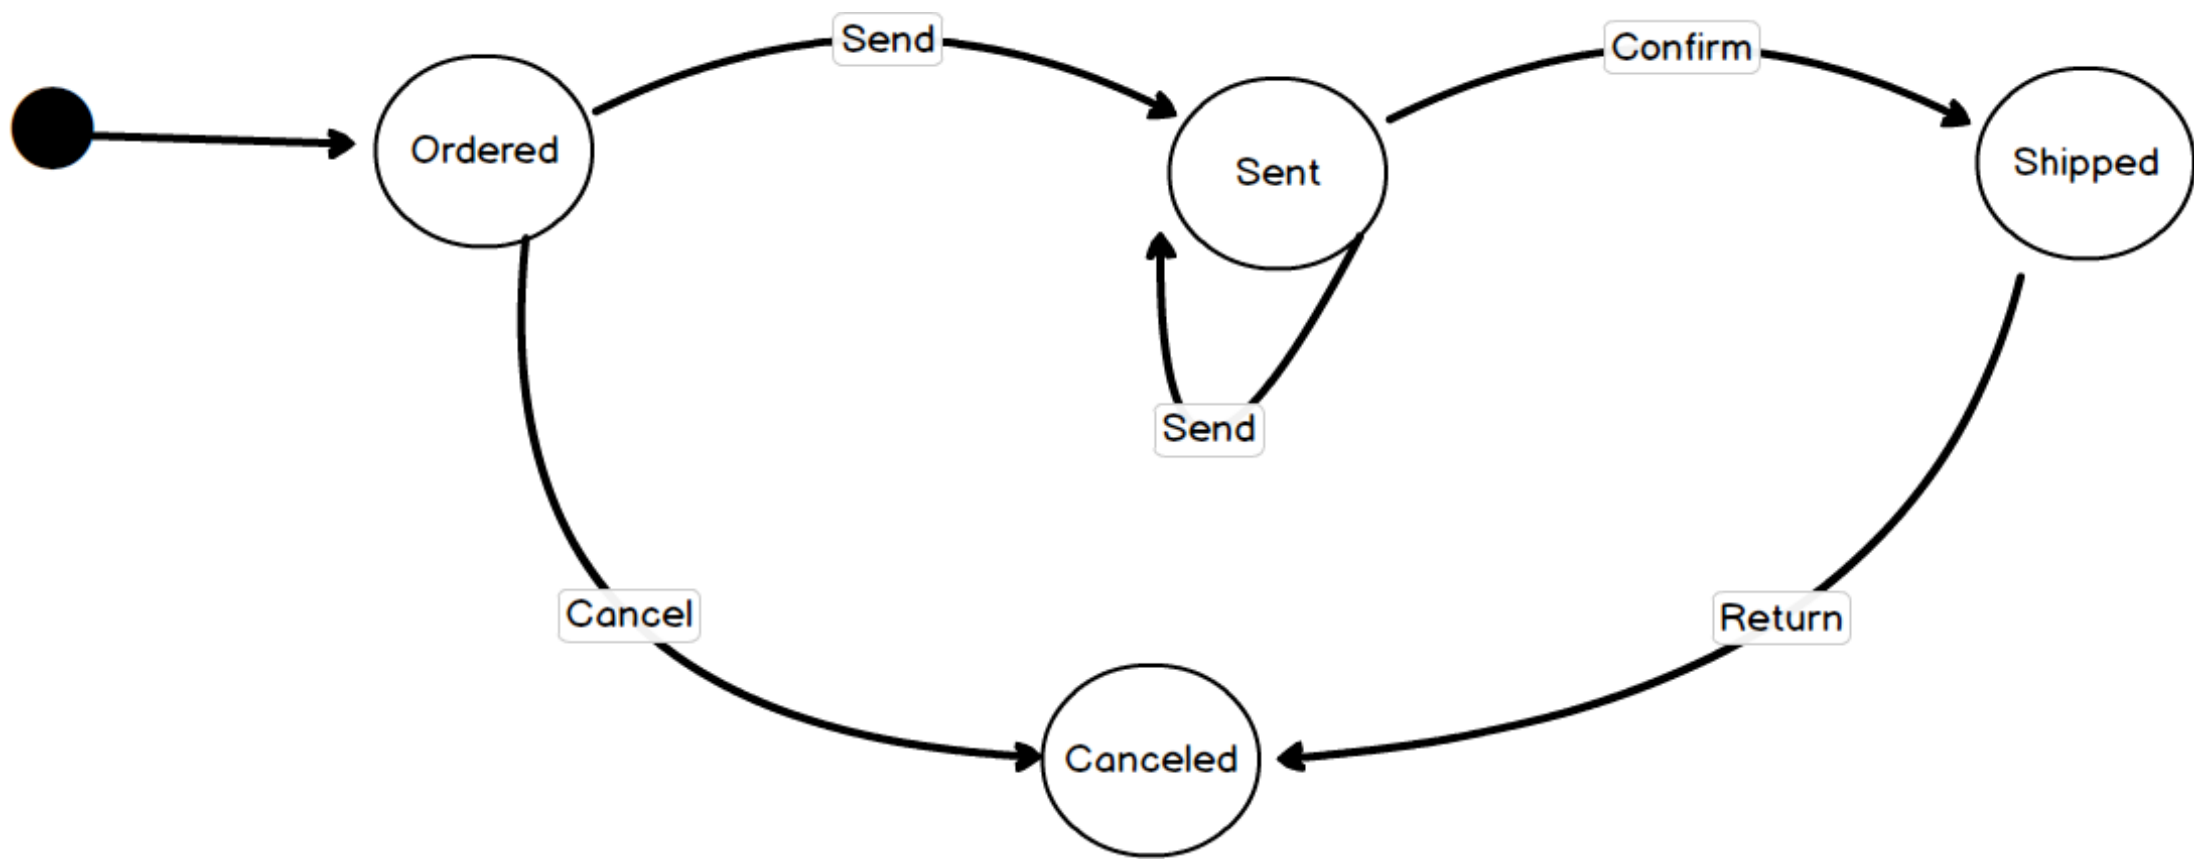 Send
Confirm
Ordered
Sent
Shipped
Send
Cancel
Return
Canceled